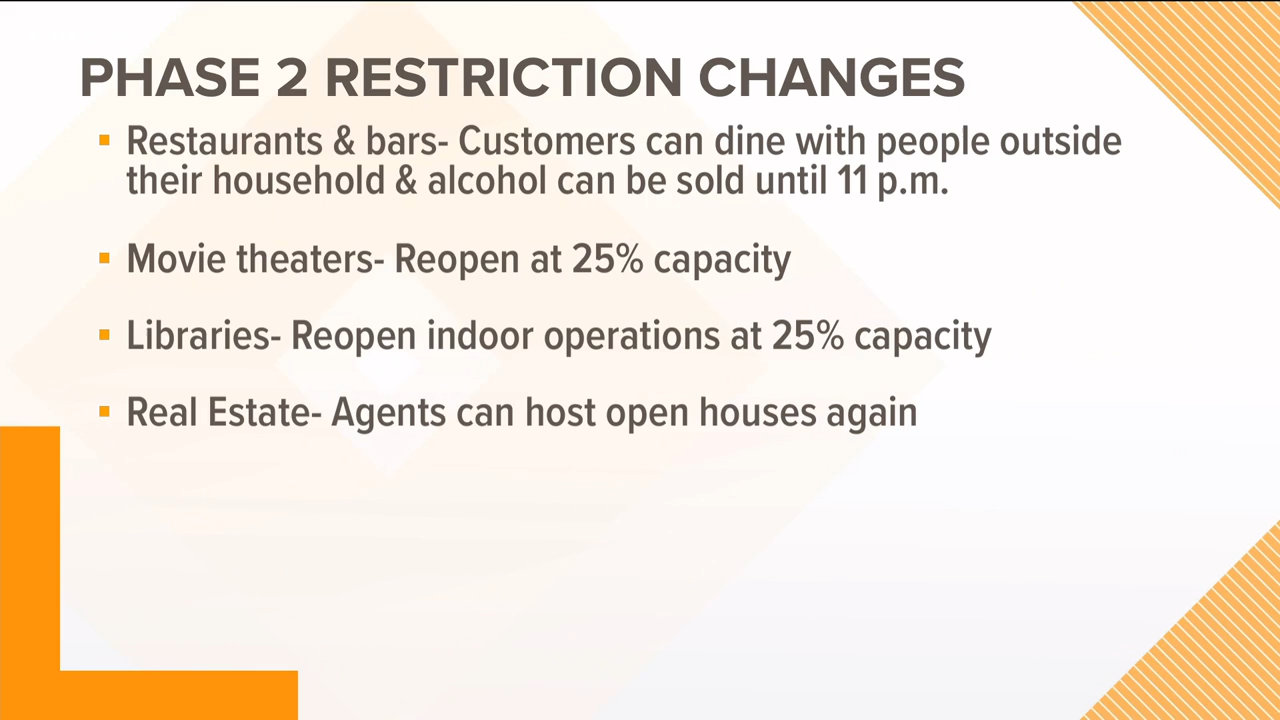 PHASE 2 RESTRICTION CHANGES
Restaurants & bars- Customers can dine with people outside
their household & alcohol can be sold until 11 p.m.
Movie theaters- Reopen at 25% capacity
Libraries- Reopen indoor operations at 25% capacity
Real Estate- Agents can host open houses again